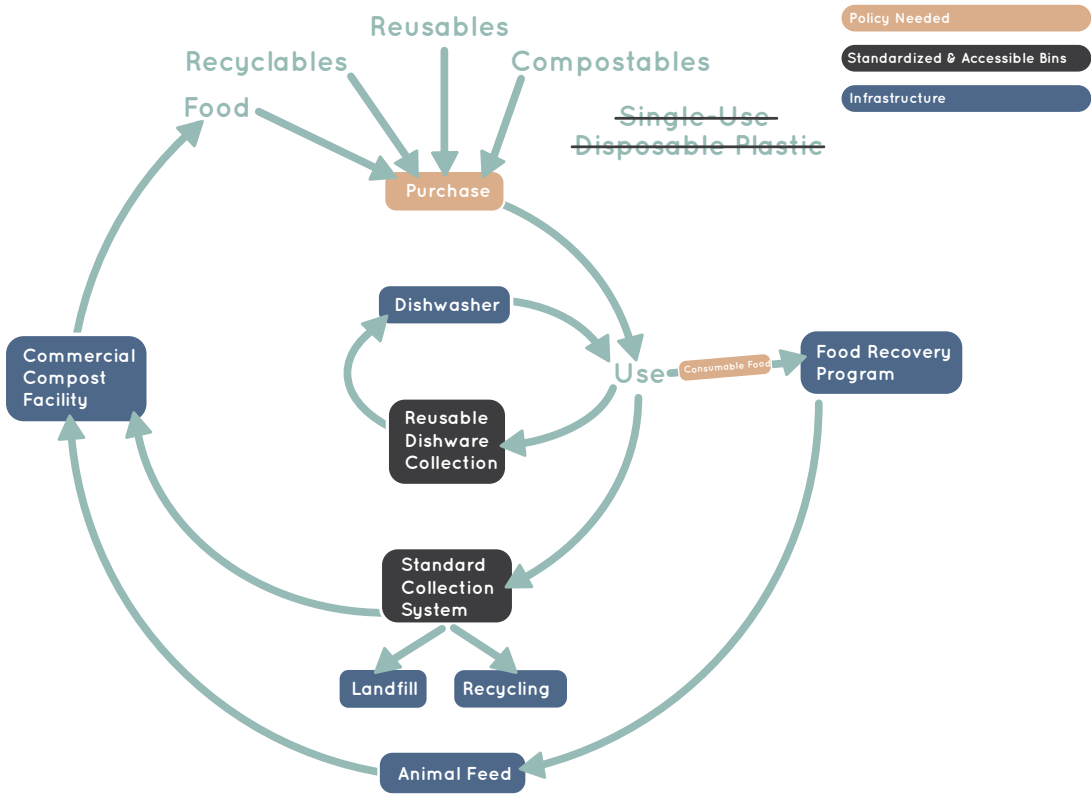 Reusables
Recyclables
Compostables
Food
Single-Use
Disposable Plastic
Policy Needed
Standardized & Accessible Bins
Infrastructure
Purchase
Dishwasher
Use
Consumable Food
Food Recovery
Program
Commercial
Compost
Facility
Reusable
Dishware
Collection
Standard
Collection
System
Landfill
Recycling
Animal Feed